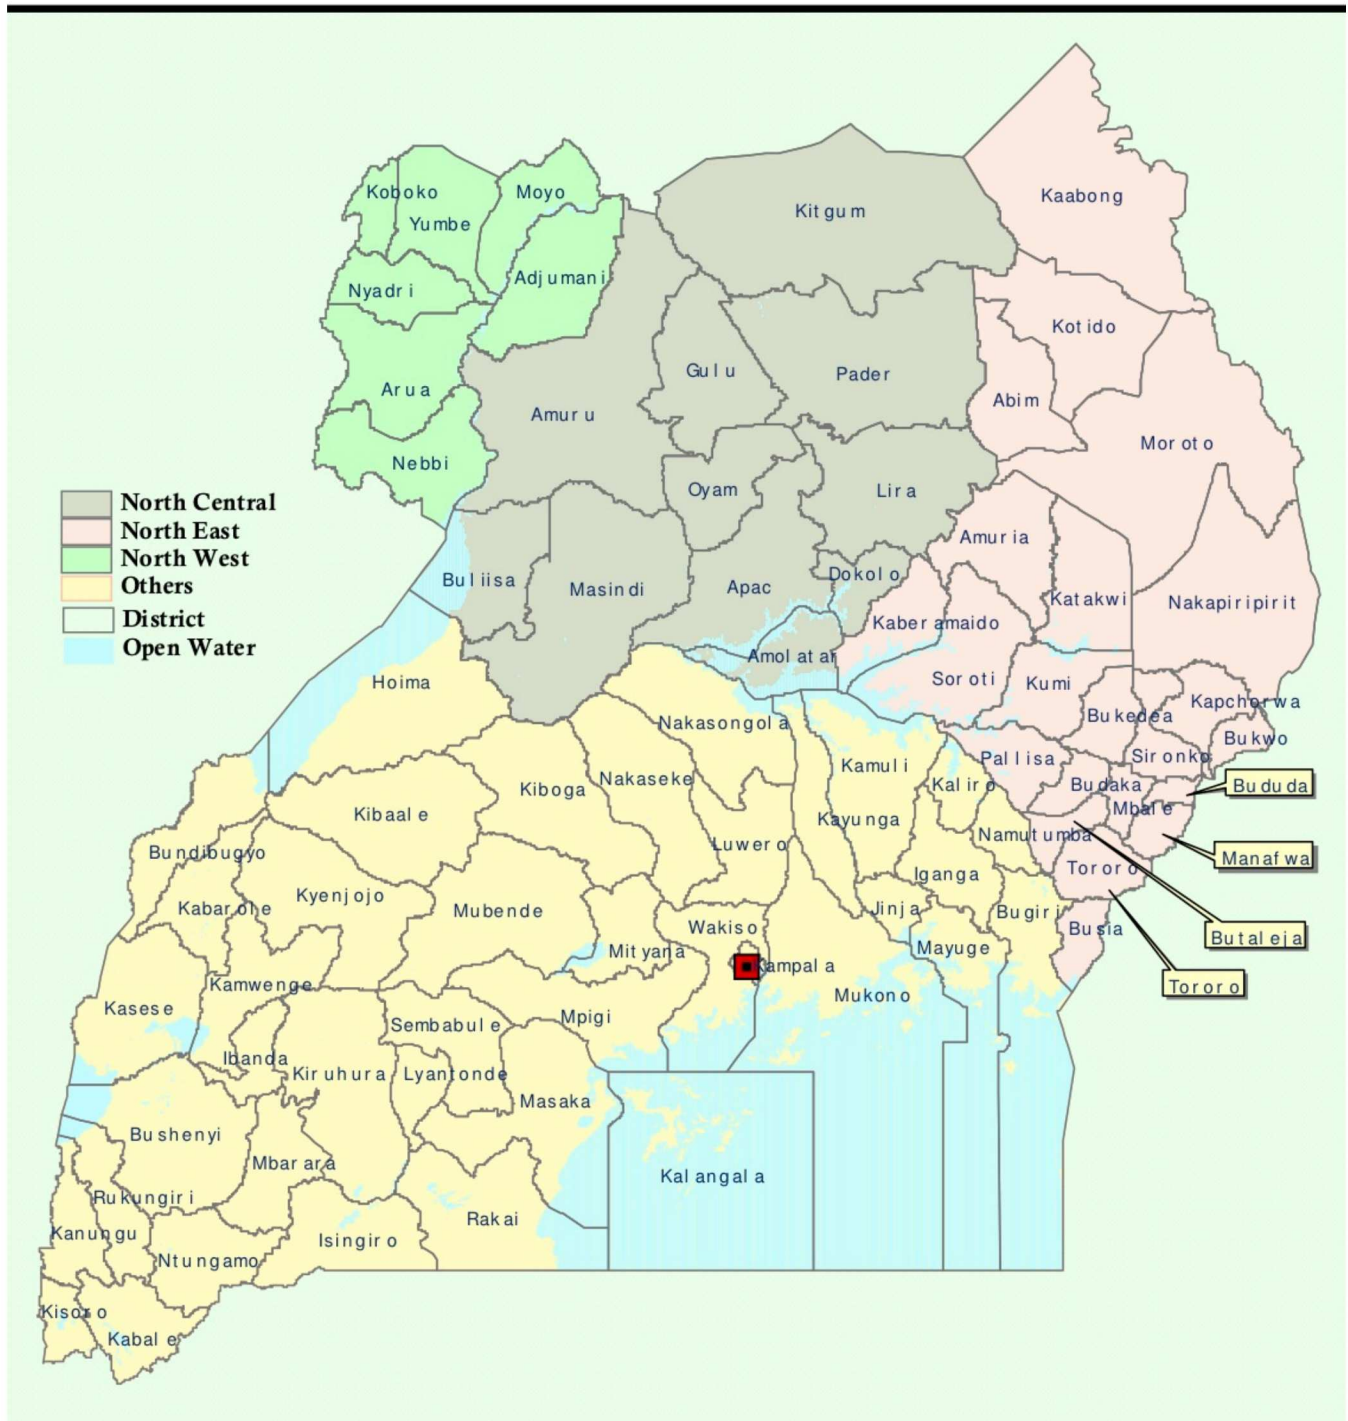 Kaabong
Koboko
Moyo
Kitgum
Yumbe
Adjumani
Nyadri
Kotido
Gulu
Pader
Arua
Abim
Amuru
Moroto
Nebbi
Oyam
Lira
North Central
North East
North West
Others
District
Open Water
Amuria
Buliisa
Masindi
Apac
Dokolo
Katakwi
Nakapiripirit
Kaberamaido
Amolatar
Hoima
Soroti
Kumi
Kapchorwa
Bukedea
Nakasongola
Bukwo
Sironko
Pallisa
Kamuli
Nakaseke
Kiboga
Kaliro
Budaka
Bududa
Mbale
Kibaale
Kayunga
Namutumba
Luwero
Bundibugyo
Manafwa
Tororo
Iganga
Kyenjojo
Kabarole
Mubende
Jinja
Bugiri
Wakiso
Busia
Butaleja
Mityana
Mayuge
Kampala
Kamwenge
Tororo
Mukono
Kasese
Mpigi
Sembabule
Ibanda
Kiruhura
Lyantonde
Masaka
Bushenyi
Mbarara
Kalangala
Rukungiri
Rakai
Kanungu
Isingiro
Ntungamo
Kisoro
Kabale